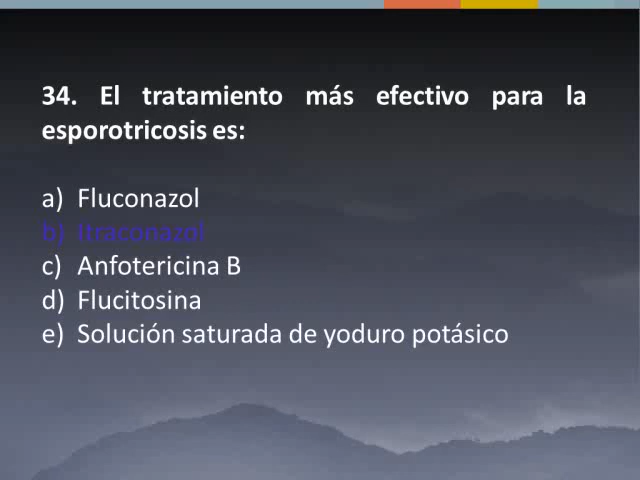 34. El tratamiento más efectivo para la
esporotricosis es:
a) Fluconazol
b) Itraconazol
c) Anfotericina B
d) Flucitosina
e) Solución saturada de yoduro potásico